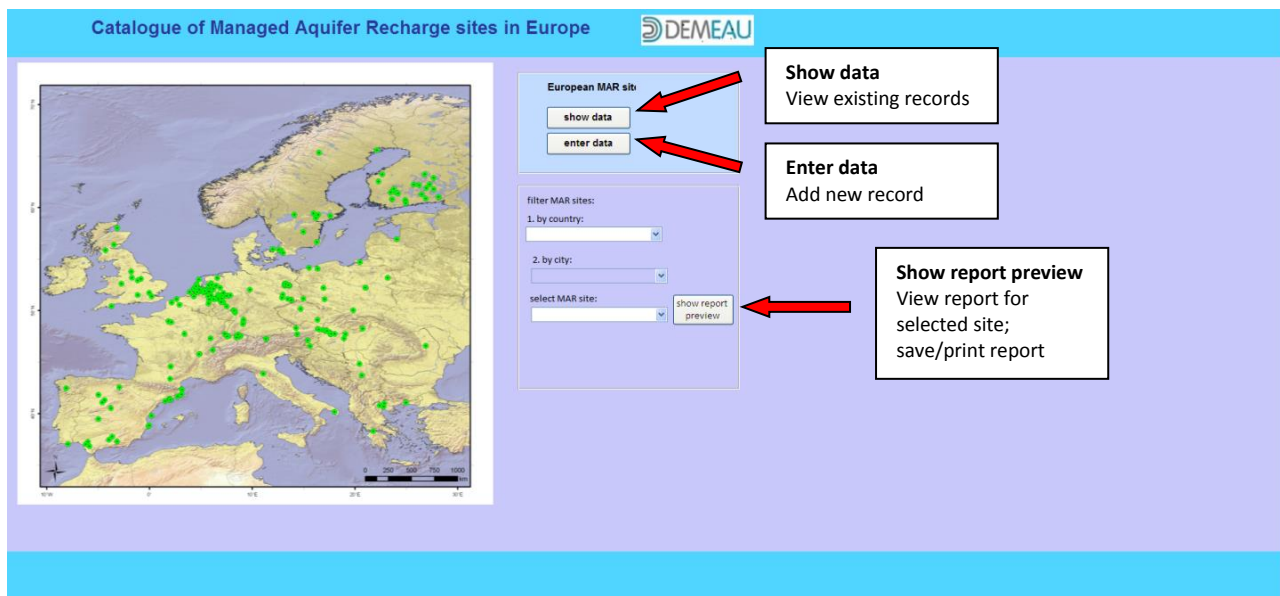 Catalogue of Managed Aquifer Recharge sites in Europe
DEMEAU
European MAR sit
show data
enter data
Show data
View existing records
Enter data
Add new record
filter MAR sites:
1. by country:
2. by city:
select MAR site:
show report
preview
Show report preview
View report for
selected site;
save/print report
N
0 250 500 750 1000
km
10°W 0° 10°E 20°E 30°E